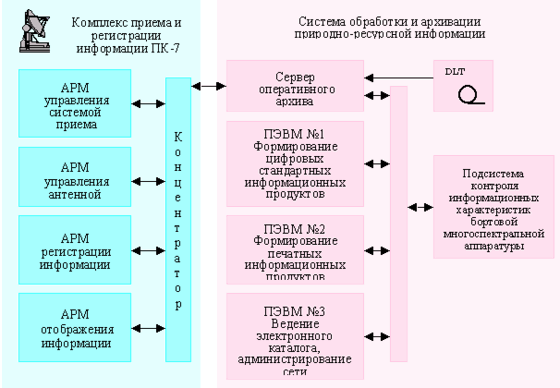 Комплекс приема и
регистрации
информации ПК-7
АРМ
управления
системой
приема
АРМ
управления
антенной
АРМ
регистрации
информации
АРМ
отображения
информации
Концентратор
Система обработки и архивации
природно-ресурсной информации
Сервер
оперативного
архива
DLT
ПЭВМ №1
Формирование
цифровых
стандартных
информационных
продуктов
ПЭВМ №2
Формирование
печатных
информационных
продуктов
ПЭВМ №3
Ведение
электронного
каталога,
администрирование
сети
Подсистема
контроля
информационных
характеристик
бортовой
многоспектральной
аппаратуры